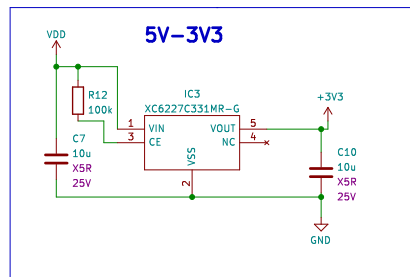 5V-3V3
VDD
IC3
XC6227C331MR-G
R12
100k
+3V3
1 VIN VOUT 5
3 CE NC 4
VSS
2
C7
10u
X5R
25V
C10
10u
X5R
25V
GND